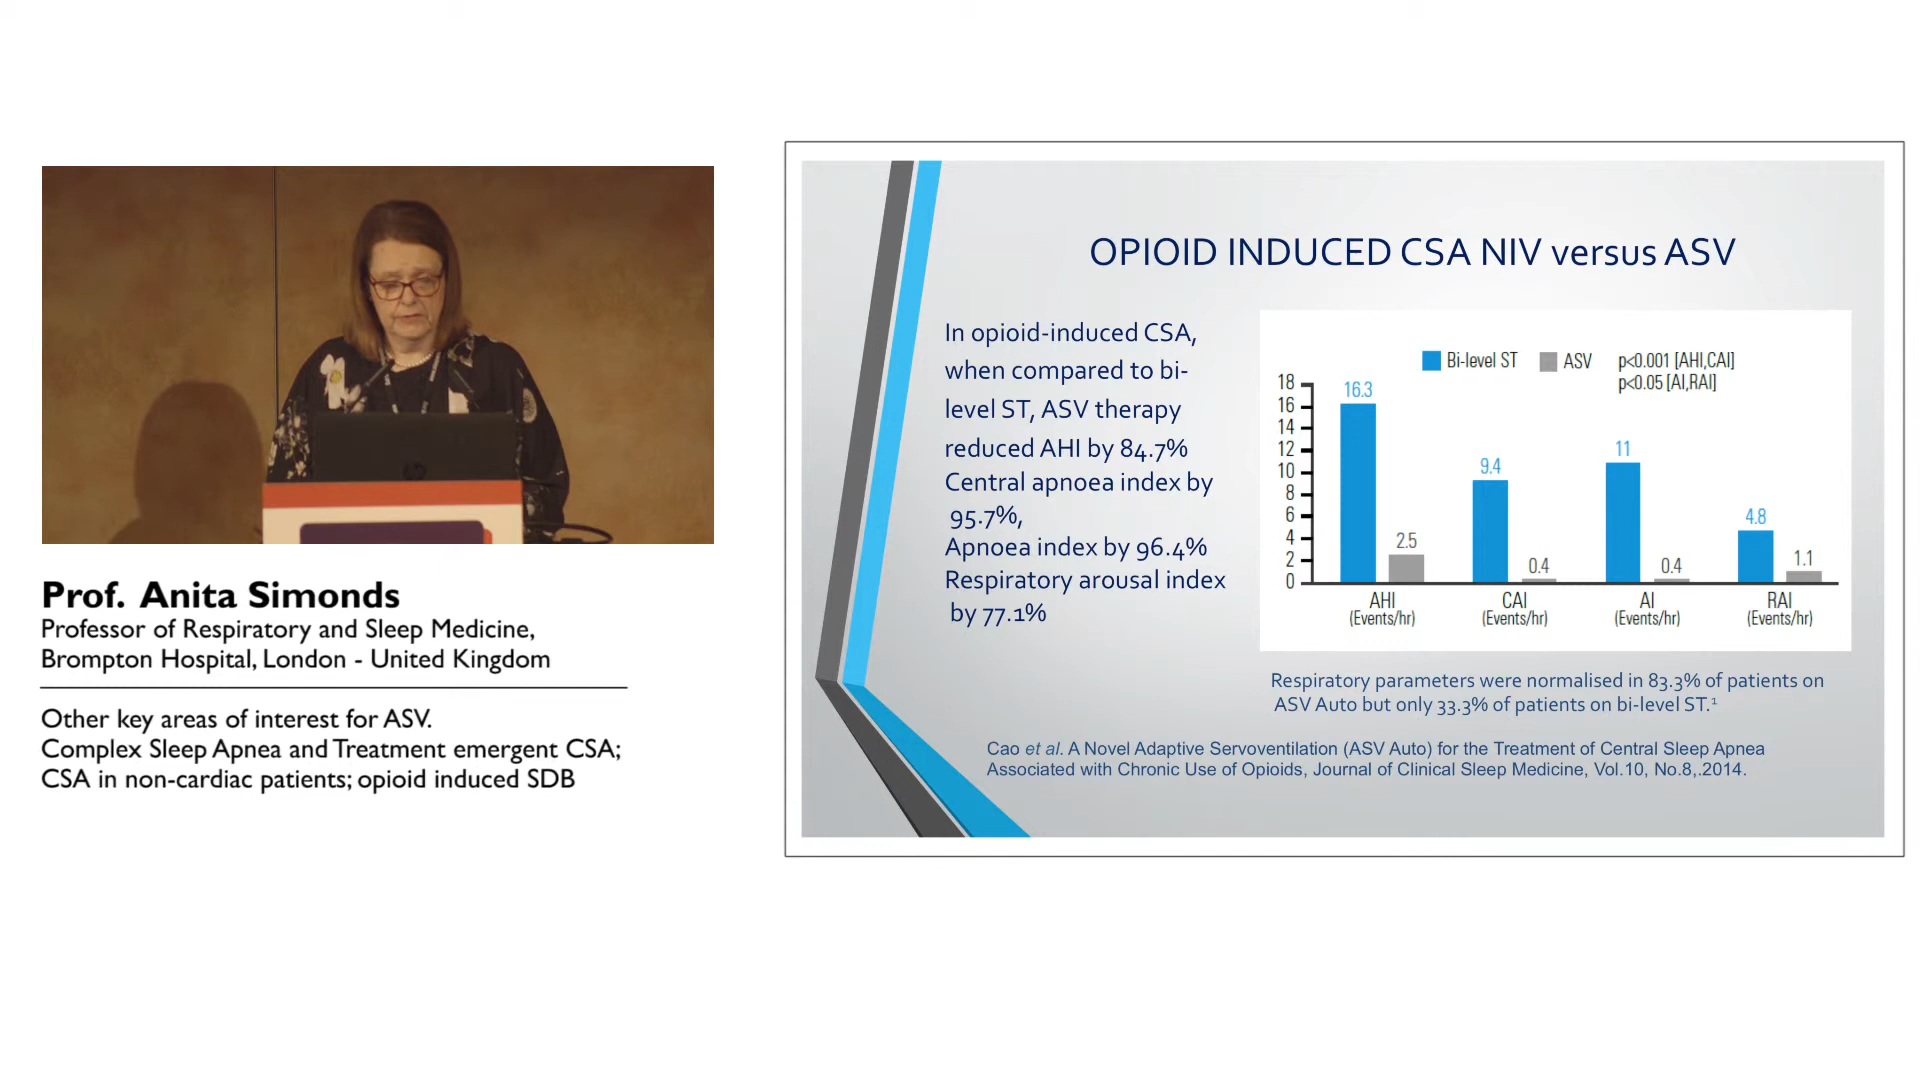 Prof. Anita Simonds
Professor of Respiratory and Sleep Medicine,
Brompton Hospital, London - United Kingdom
Other key areas of interest for ASV.
Complex Sleep Apnea and Treatment emergent CSA;
CSA in non-cardiac patients; opioid induced SDB
OPIOID INDUCED CSA NIV versus ASV
In opioid-induced CSA,
when compared to bi-
level ST, ASV therapy
reduced AHI by 84.7%
Central apnoea index by
95.7%,
Apnoea index by 96.4%
Respiratory arousal index
by 77.1%
Bi-level ST ASV p<0.001 [AHI,CAI]
p<0.05 [AI,RAI]
18
16
14
12
10
8
6
4
2
0
16.3
2.5
9.4
0.4
11
0.4
4.8
1.1
AHI CAI AI RAI
(Events/hr) (Events/hr) (Events/hr) (Events/hr)
Respiratory parameters were normalised in 83.3% of patients on
ASV Auto but only 33.3% of patients on bi-level ST.¹
Cao et al. A Novel Adaptive Servoventilation (ASV Auto) for the Treatment of Central Sleep Apnea
Associated with Chronic Use of Opioids, Journal of Clinical Sleep Medicine, Vol.10, No.8,.2014.